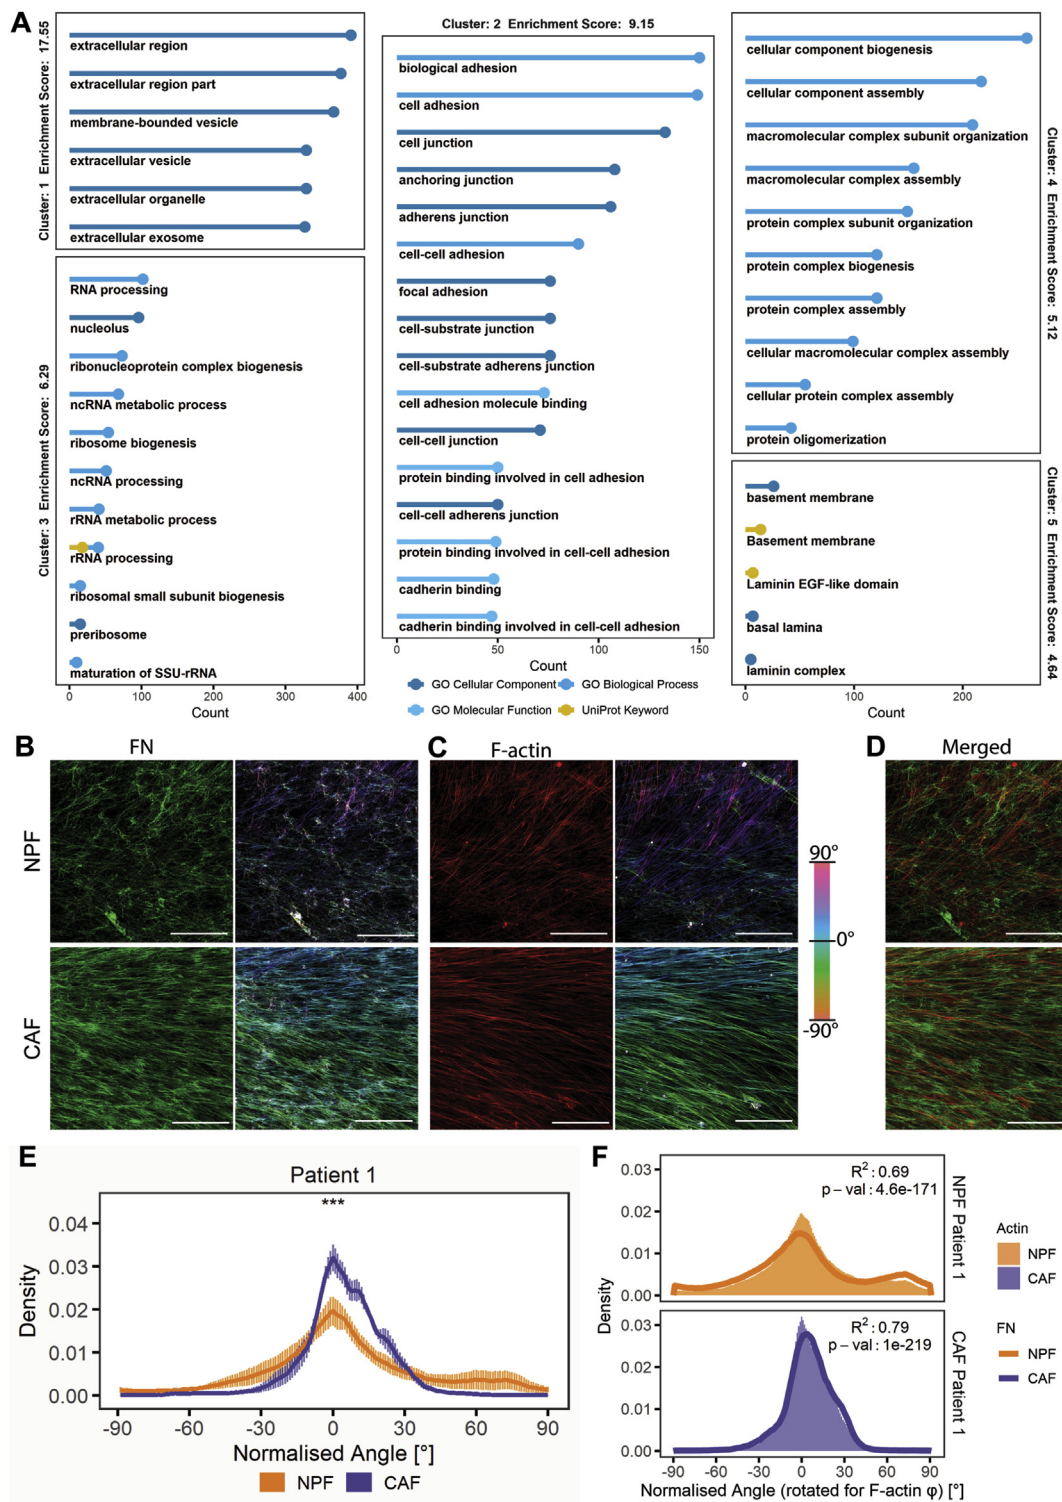 A
Cluster: 1 Enrichment Score: 17.55
extracellular region
extracellular region part
membrane-bounded vesicle
extracellular vesicle
extracellular organelle
extracellular exosome
Cluster: 3 Enrichment Score: 6.29
RNA processing
nucleolus
ribonucleoprotein complex biogenesis
ncRNA metabolic process
ribosome biogenesis
ncRNA processing
rRNA metabolic process
rRNA processing
ribosomal small subunit biogenesis
preribosome
maturation of SSU-rRNA
0 100 200 300 400
Count
Cluster: 2 Enrichment Score: 9.15
biological adhesion
cell adhesion
cell junction
anchoring junction
adherens junction
cell-cell adhesion
focal adhesion
cell-substrate junction
cell-substrate adherens junction
cell adhesion molecule binding
cell-cell junction
protein binding involved in cell adhesion
cell-cell adherens junction
protein binding involved in cell-cell adhesion
cadherin binding
cadherin binding involved in cell-cell adhesion
0 50 100 150
Count
GO Cellular Component GO Biological Process
GO Molecular Function UniProt Keyword
cellular component biogenesis
cellular component assembly
macromolecular complex subunit organization
macromolecular complex assembly
protein complex subunit organization
protein complex biogenesis
protein complex assembly
cellular macromolecular complex assembly
cellular protein complex assembly
protein oligomerization
Cluster: 4 Enrichment Score: 5.12
basement membrane
Basement membrane
Laminin EGF-like domain
basal lamina
laminin complex
Cluster: 5 Enrichment Score: 4.64
0 100 200
Count
B
FN
C
F-actin
D
Merged
NPF
CAF
90°
0°
-90°
E
Patient 1
***
0.04
0.03
0.02
0.01
0.00
Density
-90 -60 -30 0 30 60 90
Normalised Angle [°]
NPF CAF
F
R²: 0.69
p – val : 4.6e-171
NPF Patient 1
0.03
0.02
0.01
0.00
Density
R²: 0.79
p – val : 1e-219
CAF Patient 1
0.03
0.02
0.01
0.00
-90 -60 -30 0 30 60 90
Normalised Angle (rotated for F-actin φ) [°]
Actin
NPF
CAF
FN
NPF
CAF